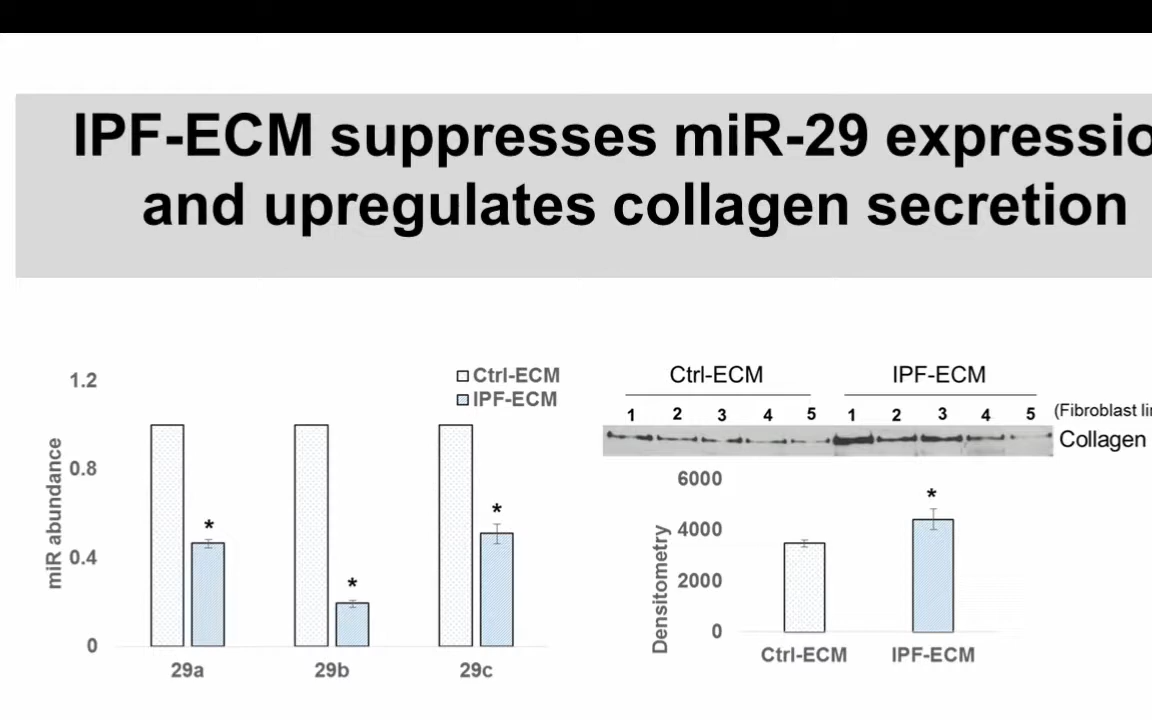 IPF-ECM suppresses miR-29 expressio
and upregulates collagen secretion
1.2
0.8
0.4
0
miR abundance
Ctrl-ECM
IPF-ECM
*
*
*
29a
29b
29c
Ctrl-ECM IPF-ECM
1 2 3 4 5 1 2 3 4 5 (Fibroblast lin
Collagen
6000
4000
2000
0
Densitometry
*
Ctrl-ECM IPF-ECM